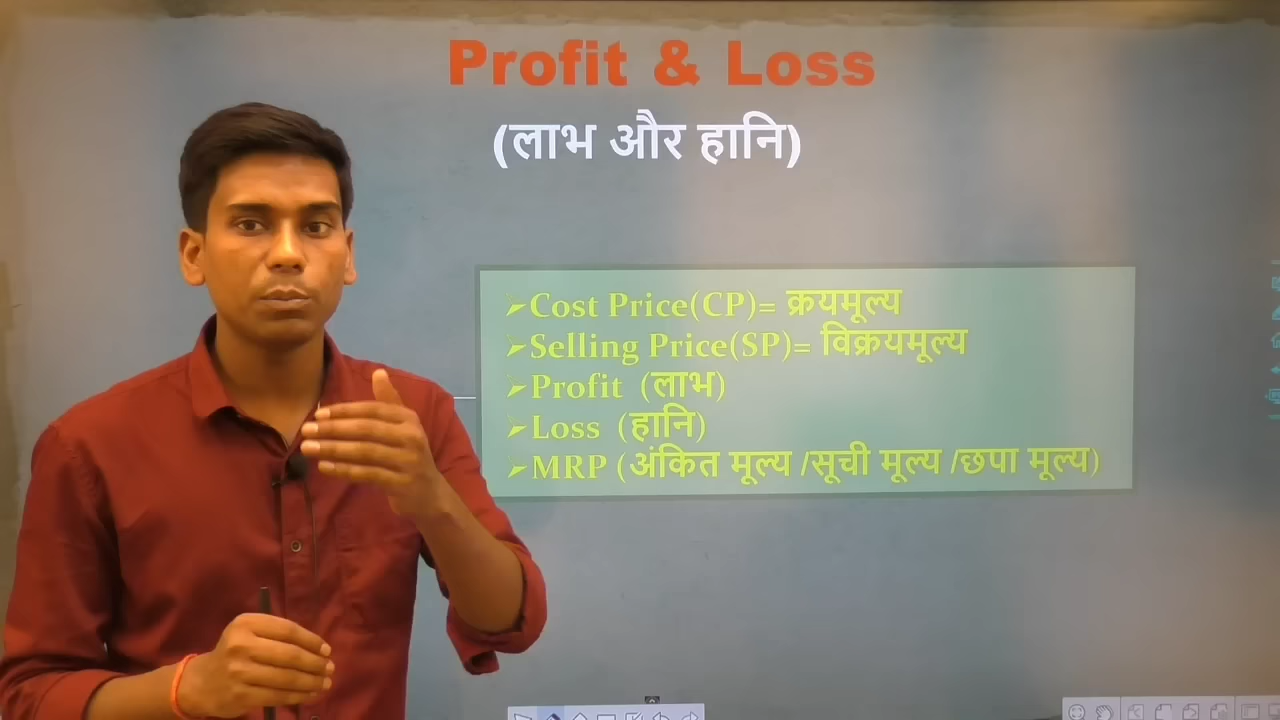 Profit & Loss
(लाभ और हानि)
➢Cost Price(CP)= क्रयमूल्य
➢Selling Price(SP)= विक्रयमूल्य
➢Profit (लाभ)
➢Loss (हानि)
➢MRP (अंकित मूल्य /सूची मूल्य /छपा मूल्य)